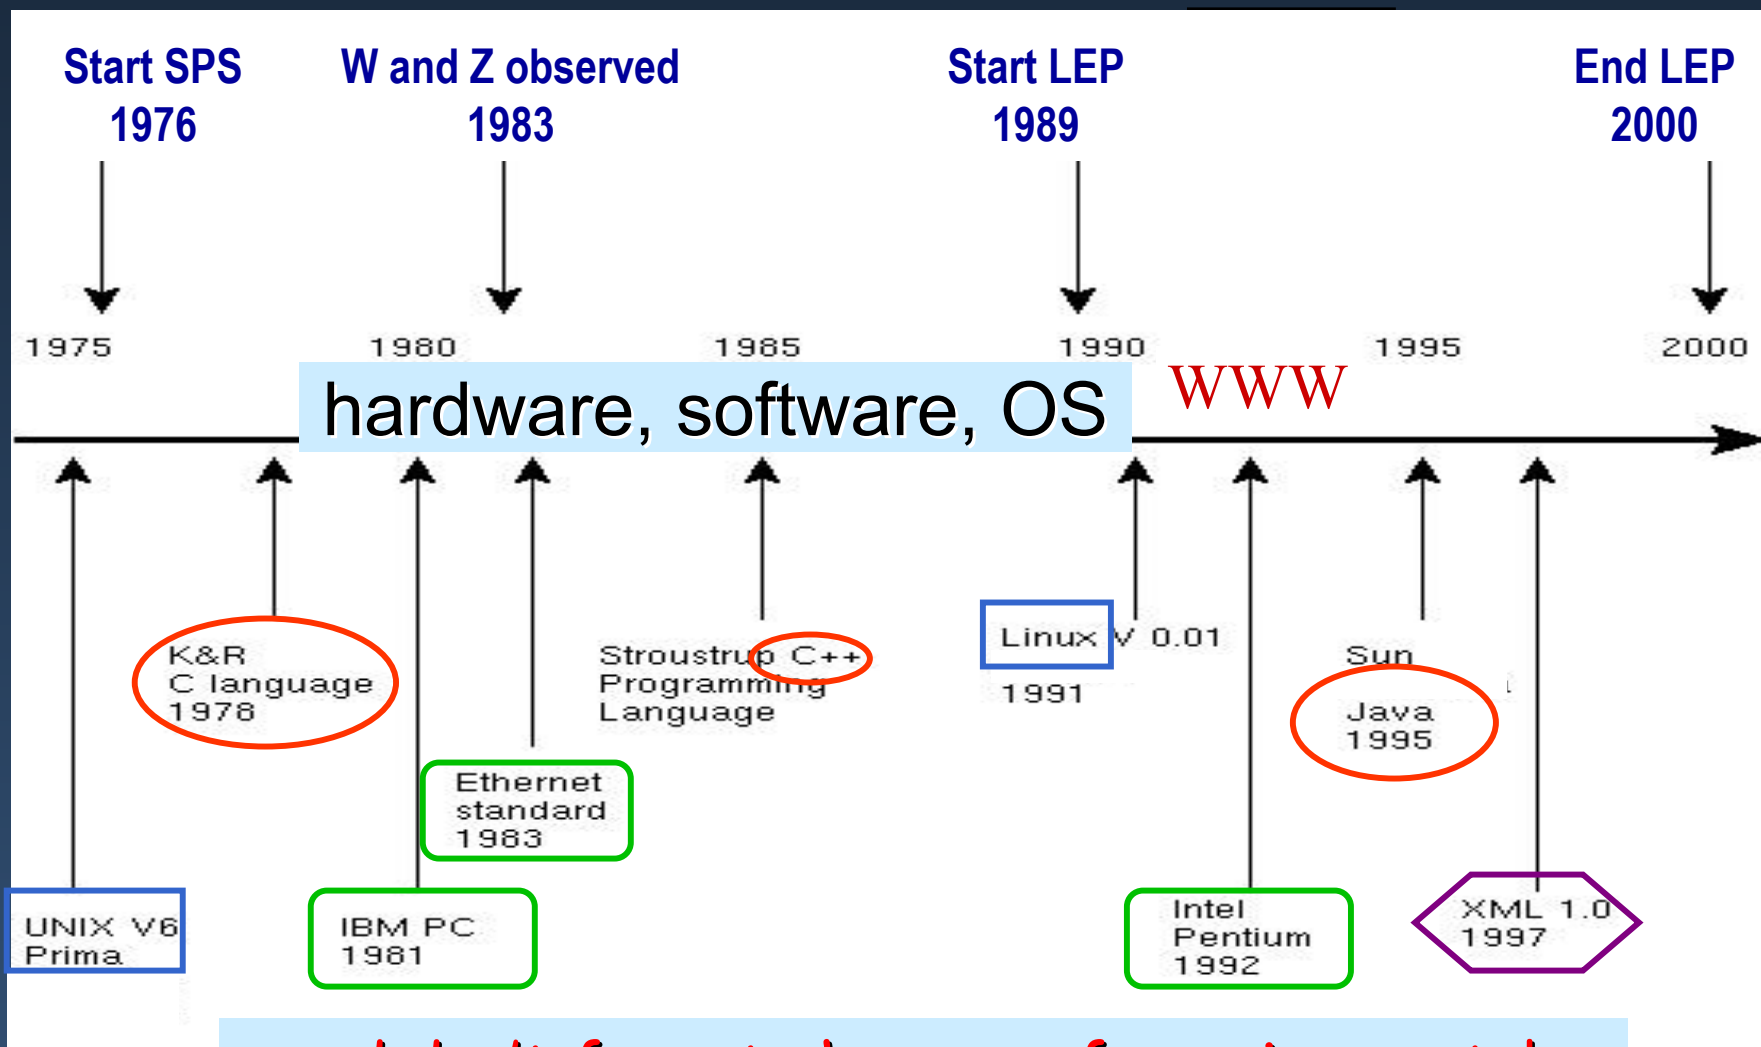 Start SPS
1976
W and Z observed
1983
Start LEP
1989
End LEP
2000
1975 1980 1985 1990 1995 2000
hardware, software, OS
WWW
K&R
C language
1978
Stroustrup C++
Programming
Language
Linux V 0.01
1991
Sun
Java
1995
Ethernet
standard
1983
UNIX V6
Prima
IBM PC
1981
Intel
Pentium
1992
XML 1.0
1997